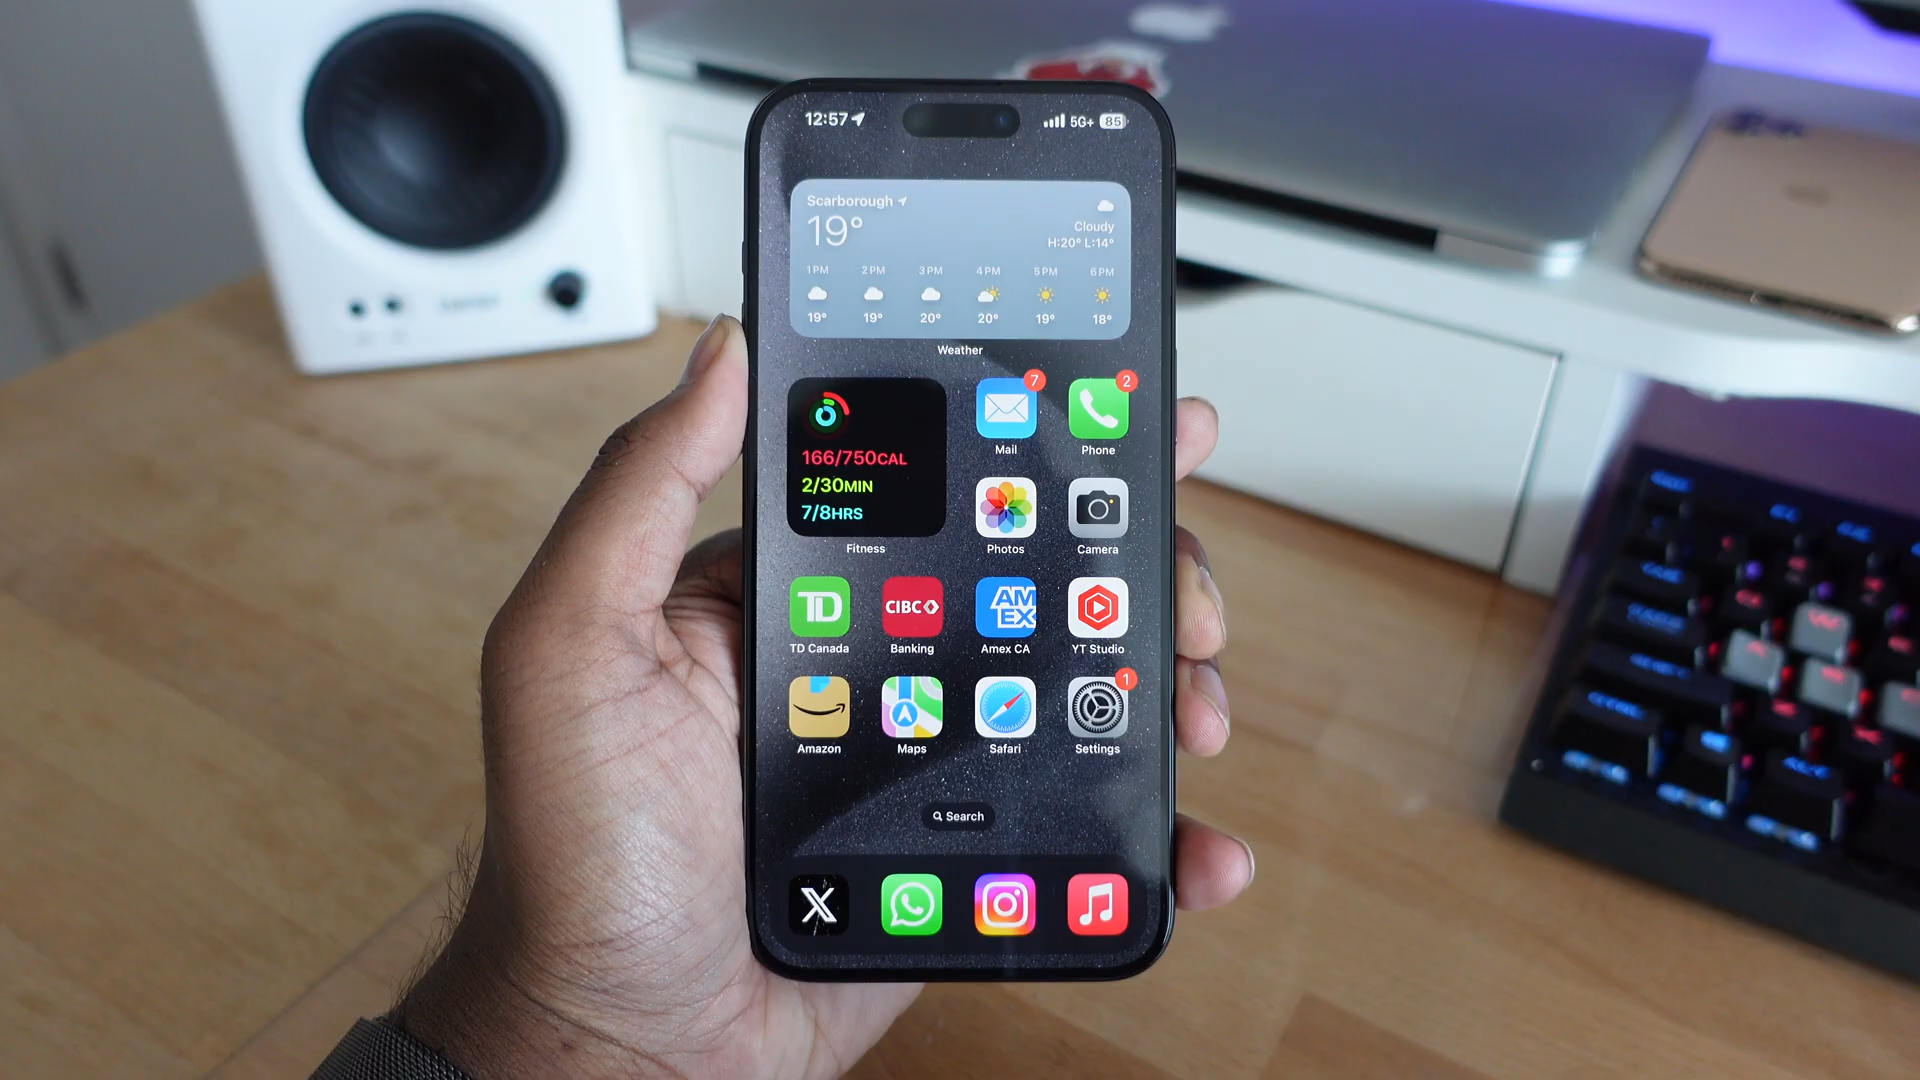 12:57
5G+ 85
Scarborough
19°
Cloudy
H:20° L:14°
1PM 2PM 3PM 4PM 5PM 6PM
19° 19° 20° 20° 19° 18°
Weather
166/750CAL
2/30MIN
7/8HRS
Fitness
7
Mail
2
Phone
Photos
Camera
TD
CIBC
AM
EX
TD Canada
Banking
Amex CA
YT Studio
1
Amazon
Maps
Safari
Settings
Search